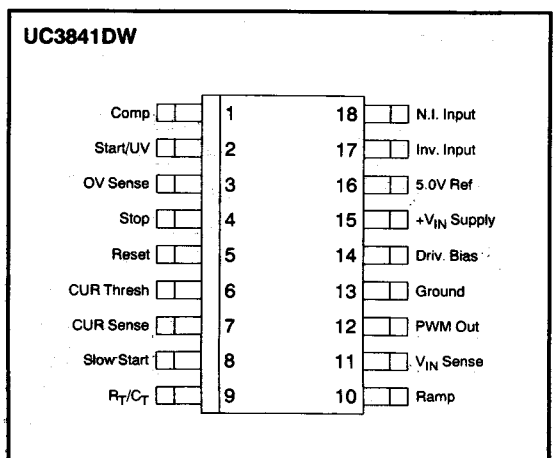 UC3841DW
Comp 1 18 N.I. Input
Start/UV 2 17 Inv. Input
OV Sense 3 16 5.0V Ref
Stop 4 15 +VIN Supply
Reset 5 14 Driv. Bias
CUR Thresh 6 13 Ground
CUR Sense 7 12 PWM Out
Slow Start 8 11 VIN Sense
RT/CT 9 10 Ramp